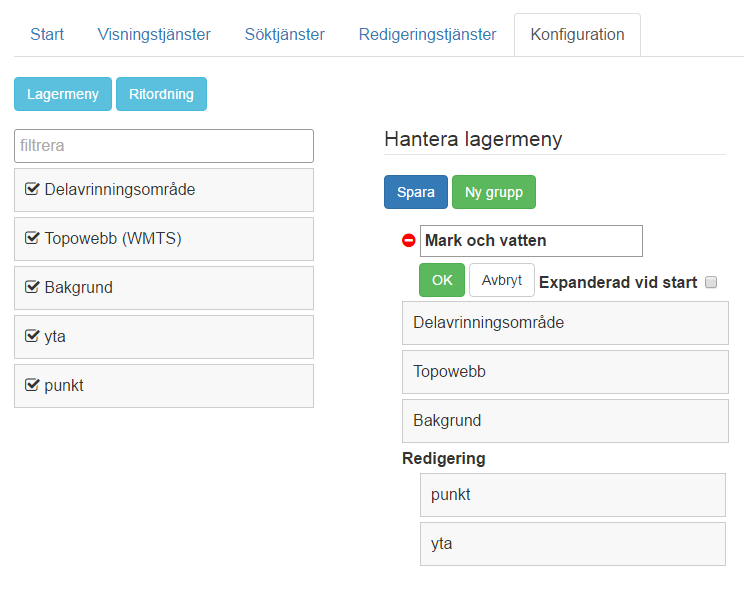 Start Visningstjänster Söktjänster Redigeringstjänster Konfiguration
Lagermeny Ritordning
filtrera
Delavrinningsområde
Topowebb (WMTS)
Bakgrund
yta
punkt
Hantera lagermeny
Spara Ny grupp
Mark och vatten
OK Avbryt Expanderad vid start
Delavrinningsområde
Topowebb
Bakgrund
Redigering
punkt
yta